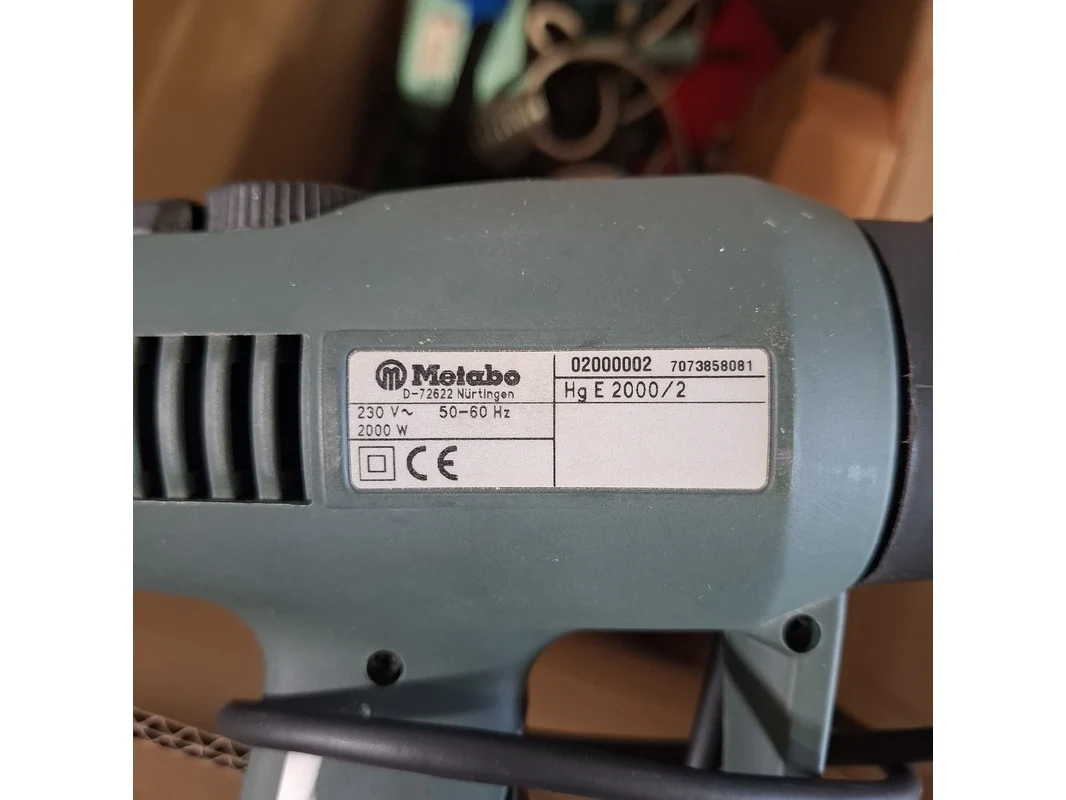 Metabo
D-72622 Nürtingen
230 V~ 50-60 Hz
2000 W
CE
02000002 7073858081
Hg E 2000/2